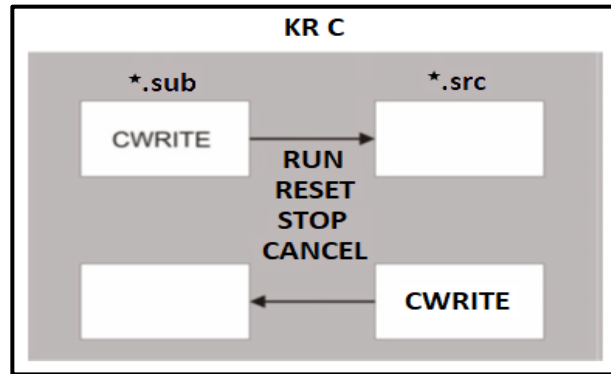 KR C
*.sub
*.src
CWRITE
RUN
RESET
STOP
CANCEL
CWRITE